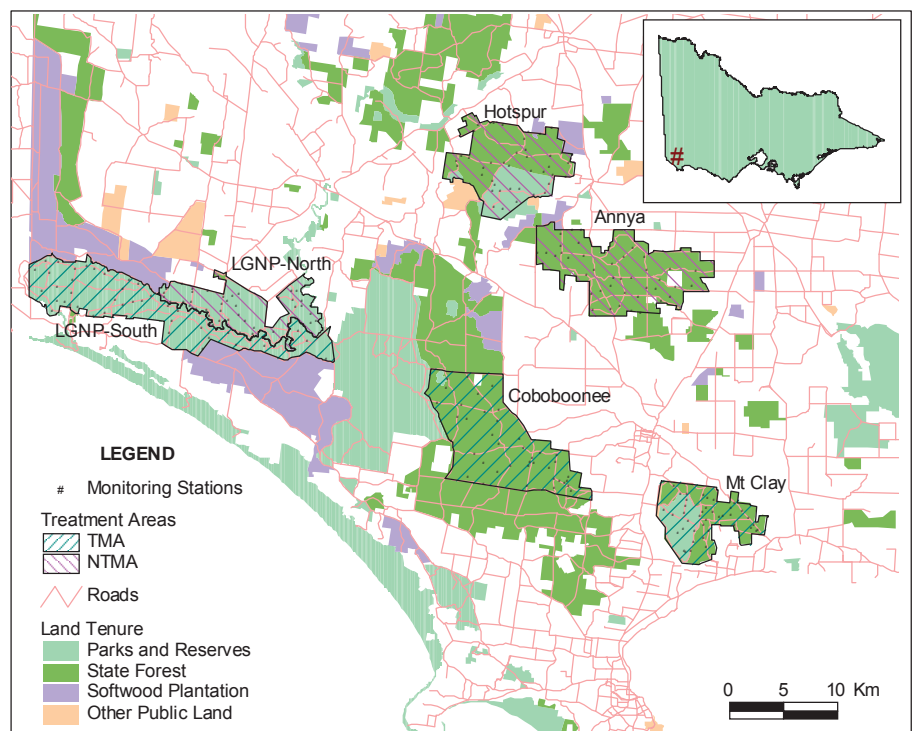 Hotspur
Annya
LGNP-North
LGNP-South
Coboboonee
Mt Clay
LEGEND
# Monitoring Stations
Treatment Areas
TMA
NTMA
Roads
Land Tenure
Parks and Reserves
State Forest
Softwood Plantation
Other Public Land
0 5 10 Km
#